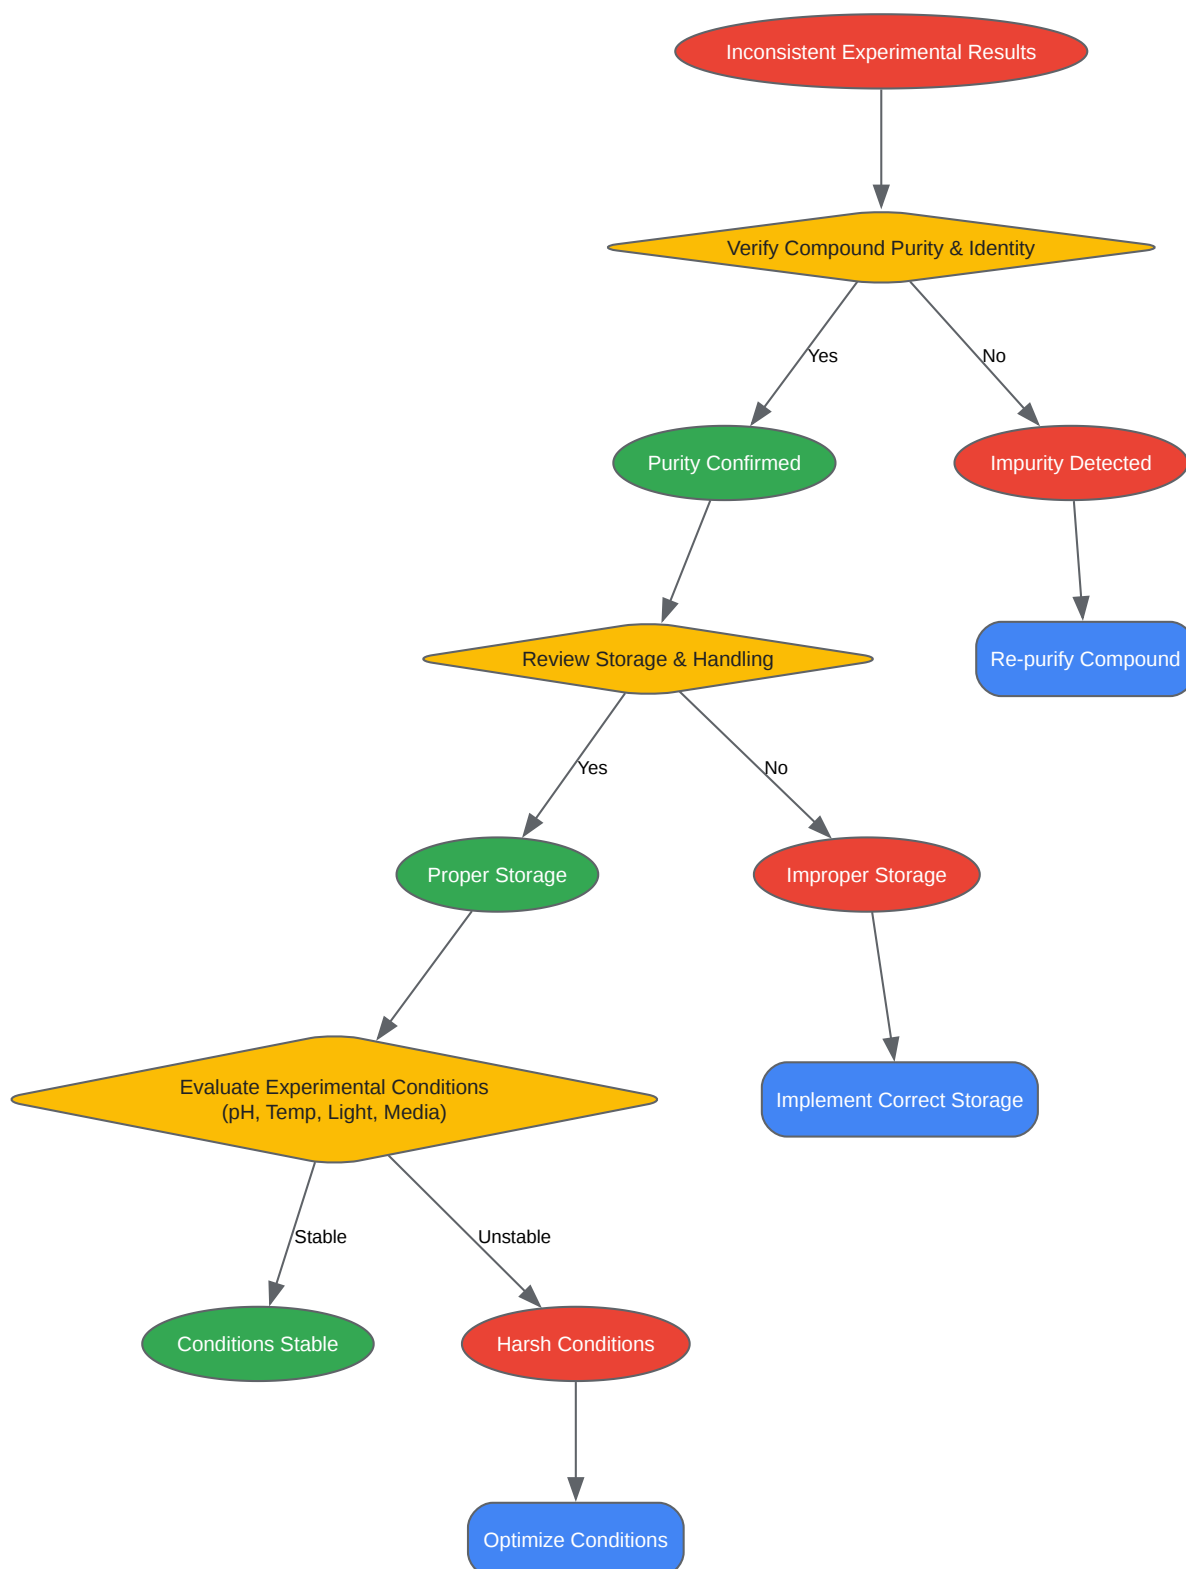 Inconsistent Experimental Results
Verify Compound Purity & Identity
Yes
No
Purity Confirmed
Impurity Detected
Review Storage & Handling
Re-purify Compound
Yes
No
Proper Storage
Improper Storage
Evaluate Experimental Conditions
(pH, Temp, Light, Media)
Implement Correct Storage
Stable
Unstable
Conditions Stable
Harsh Conditions
Optimize Conditions